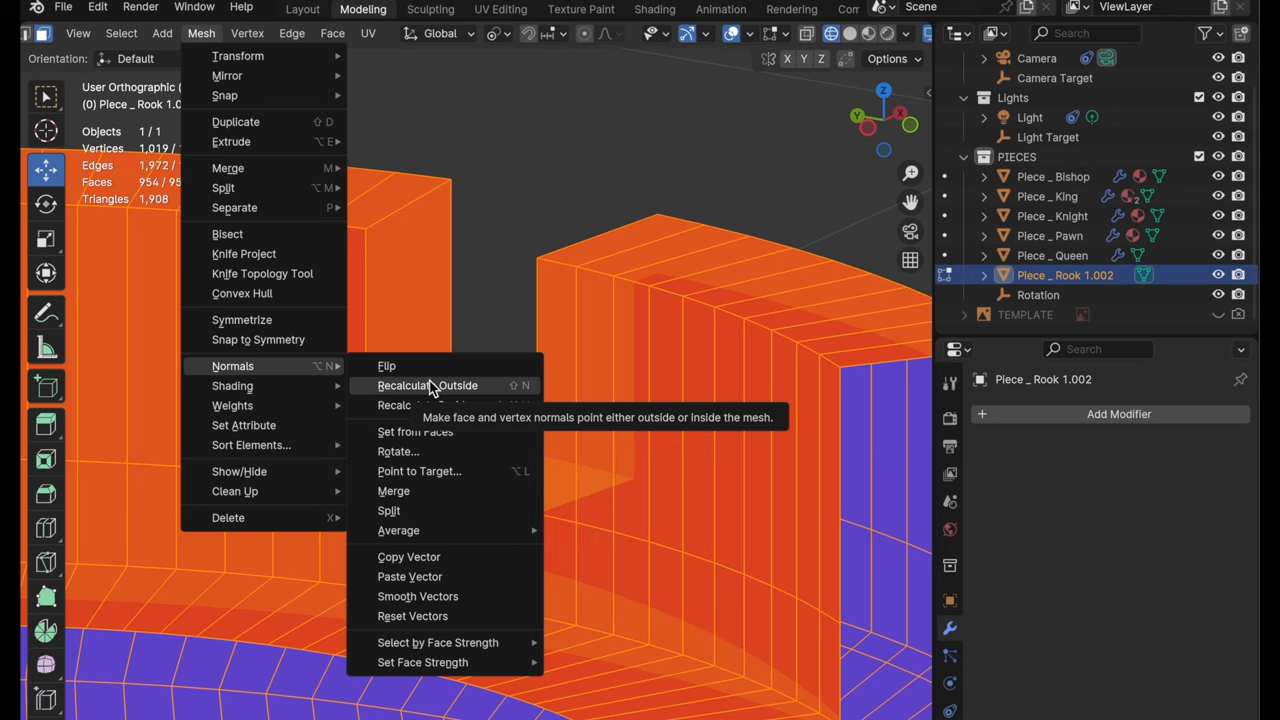 File Edit Render Window Help Layout Modeling Sculpting UV Editing Texture Paint Shading Animation Rendering Scene ViewLayer
View Select Add Mesh Vertex Edge Face UV Global Search
Orientation: Default X Y Z Options
User Orthographic
(0) Piece _ Rook 1.0
Objects 1 / 1
Vertices 1,019 /
Edges 1,972 /
Faces 954 / 95
Triangles 1,908
Transform
Mirror
Snap
Duplicate ⇧ D
Extrude ⌥ E
Merge M
Split ⌥ M
Separate P
Bisect
Knife Project
Knife Topology Tool
Convex Hull
Symmetrize
Snap to Symmetry
Normals ⌥ N
Shading
Weights
Set Attribute
Sort Elements...
Show/Hide
Clean Up
Delete X
Flip
Recalculate Outside ⇧ N
Make face and vertex normals point either outside or inside the mesh.
Set from Faces
Rotate...
Point to Target... ⌥ L
Merge
Split
Average
Copy Vector
Paste Vector
Smooth Vectors
Reset Vectors
Select by Face Strength
Set Face Strength
Z
Y
X
Camera
Camera Target
Lights
Light
Light Target
PIECES
Piece _ Bishop
Piece _ King 2
Piece _ Knight
Piece _ Pawn
Piece _ Queen
Piece _ Rook 1.002
Rotation
TEMPLATE
Search
Piece _ Rook 1.002
+ Add Modifier